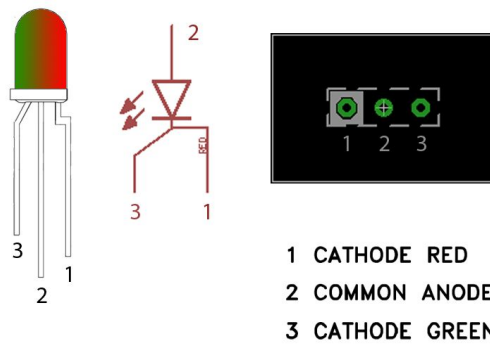 2
RED
3 1
3
2
1
1 2 3
1 CATHODE RED
2 COMMON ANODE
3 CATHODE GREEN